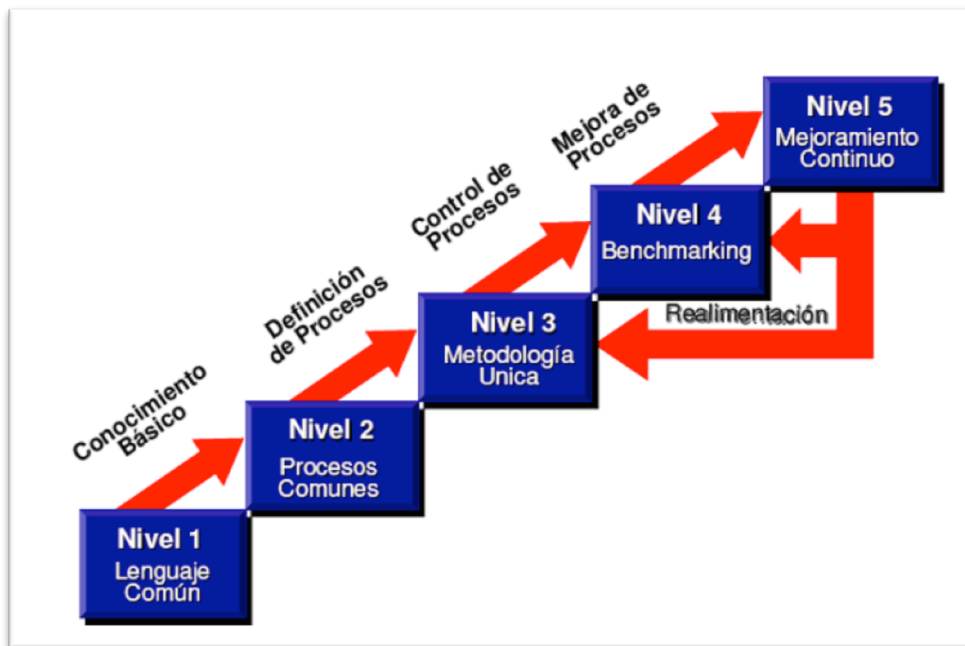 Nivel 5
Mejoramiento
Continuo
Mejora de
Procesos
Nivel 4
Benchmarking
Control de
Procesos
Realimentación
Nivel 3
Metodología
Unica
Definición
de Procesos
Nivel 2
Procesos
Comunes
Conocimiento
Básico
Nivel 1
Lenguaje
Común